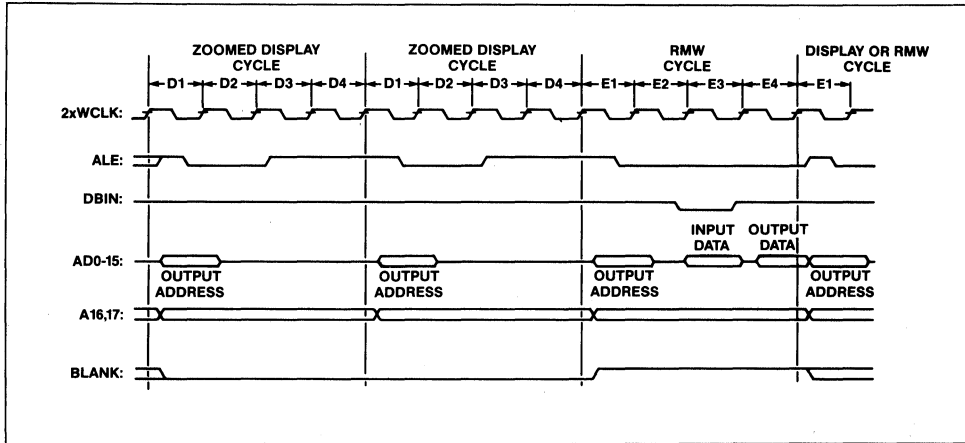 ZOOMED DISPLAY CYCLE
ZOOMED DISPLAY CYCLE
RMW CYCLE
DISPLAY OR RMW CYCLE
D1 D2 D3 D4 D1 D2 D3 D4 E1 E2 E3 E4 E1
2xWCLK:
ALE:
DBIN:
INPUT DATA
OUTPUT DATA
AD0-15:
OUTPUT ADDRESS
OUTPUT ADDRESS
OUTPUT ADDRESS
OUTPUT ADDRESS
A16,17:
BLANK: